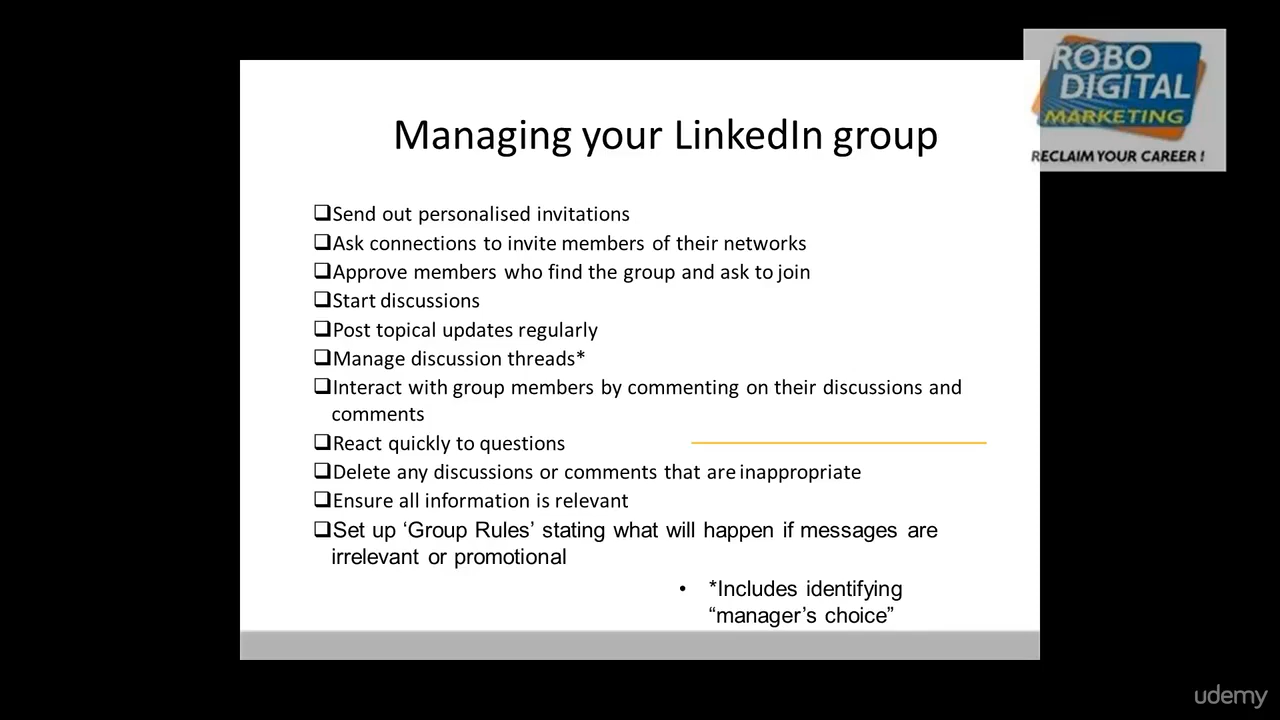 ROBO
DIGITAL
MARKETING
RECLAIM YOUR CAREER !
Managing your LinkedIn group
❑Send out personalised invitations
❑Ask connections to invite members of their networks
❑Approve members who find the group and ask to join
❑Start discussions
❑Post topical updates regularly
❑Manage discussion threads*
❑Interact with group members by commenting on their discussions and
comments
❑React quickly to questions
❑Delete any discussions or comments that are inappropriate
❑Ensure all information is relevant
❑Set up ‘Group Rules’ stating what will happen if messages are
irrelevant or promotional
• *Includes identifying
“manager’s choice”
udemy